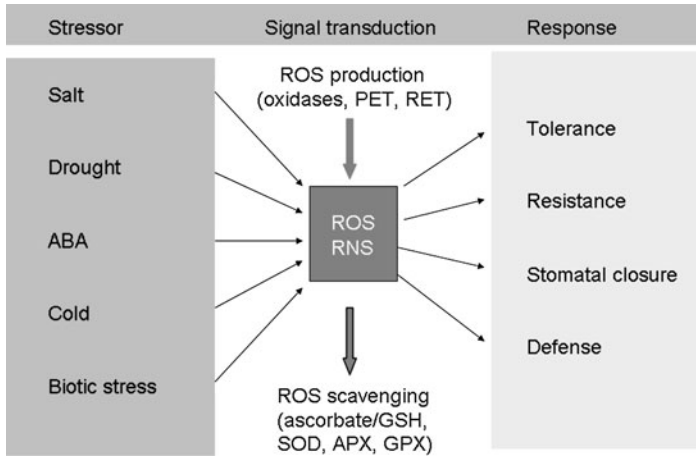 Stressor
Signal transduction
Response
Salt
Drought
ABA
Cold
Biotic stress
ROS production
(oxidases, PET, RET)
ROS
RNS
ROS scavenging
(ascorbate/GSH,
SOD, APX, GPX)
Tolerance
Resistance
Stomatal closure
Defense